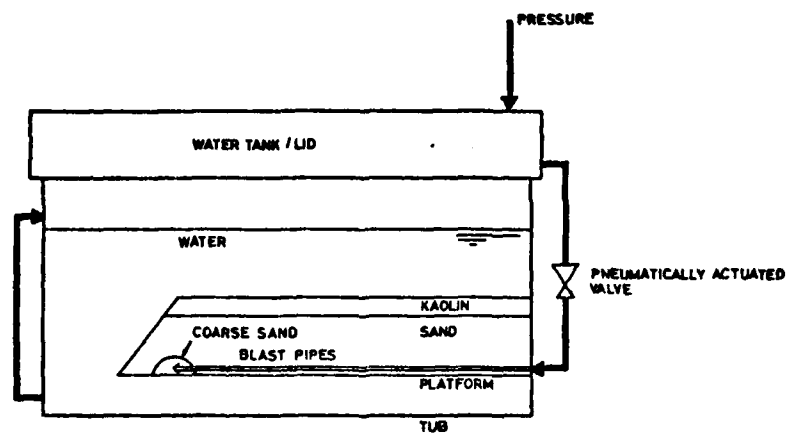 PRESSURE
WATER TANK / LID
WATER
PNEUMATICALLY ACTUATED
VALVE
KAOLIN
SAND
COARSE SAND
BLAST PIPES
PLATFORM
TUB